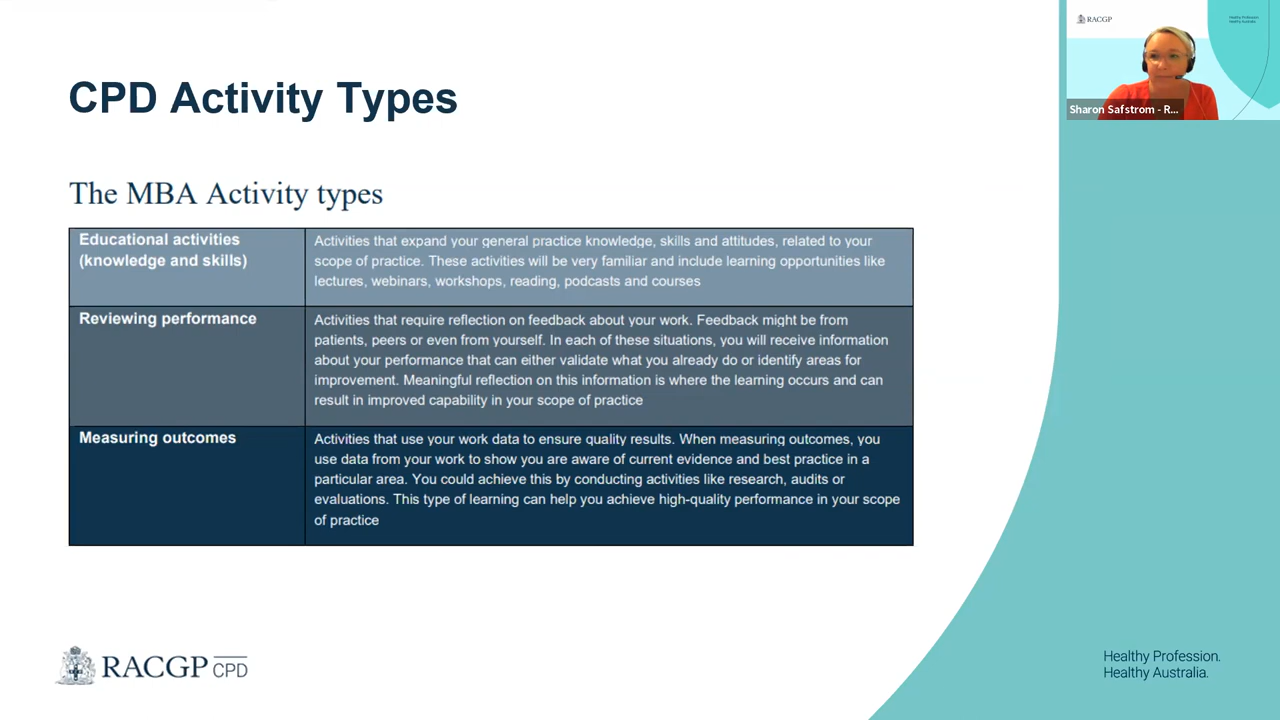 CPD Activity Types
The MBA Activity types
Educational activities
(knowledge and skills)
Activities that expand your general practice knowledge, skills and attitudes, related to your
scope of practice. These activities will be very familiar and include learning opportunities like
lectures, webinars, workshops, reading, podcasts and courses
Reviewing performance
Activities that require reflection on feedback about your work. Feedback might be from
patients, peers or even from yourself. In each of these situations, you will receive information
about your performance that can either validate what you already do or identify areas for
improvement. Meaningful reflection on this information is where the learning occurs and can
result in improved capability in your scope of practice
Measuring outcomes
Activities that use your work data to ensure quality results. When measuring outcomes, you
use data from your work to show you are aware of current evidence and best practice in a
particular area. You could achieve this by conducting activities like research, audits or
evaluations. This type of learning can help you achieve high-quality performance in your scope
of practice
RACGP CPD
Healthy Profession.
Healthy Australia.
RACGP
Healthy Profession.
Healthy Australia.
Sharon Safstrom - R...